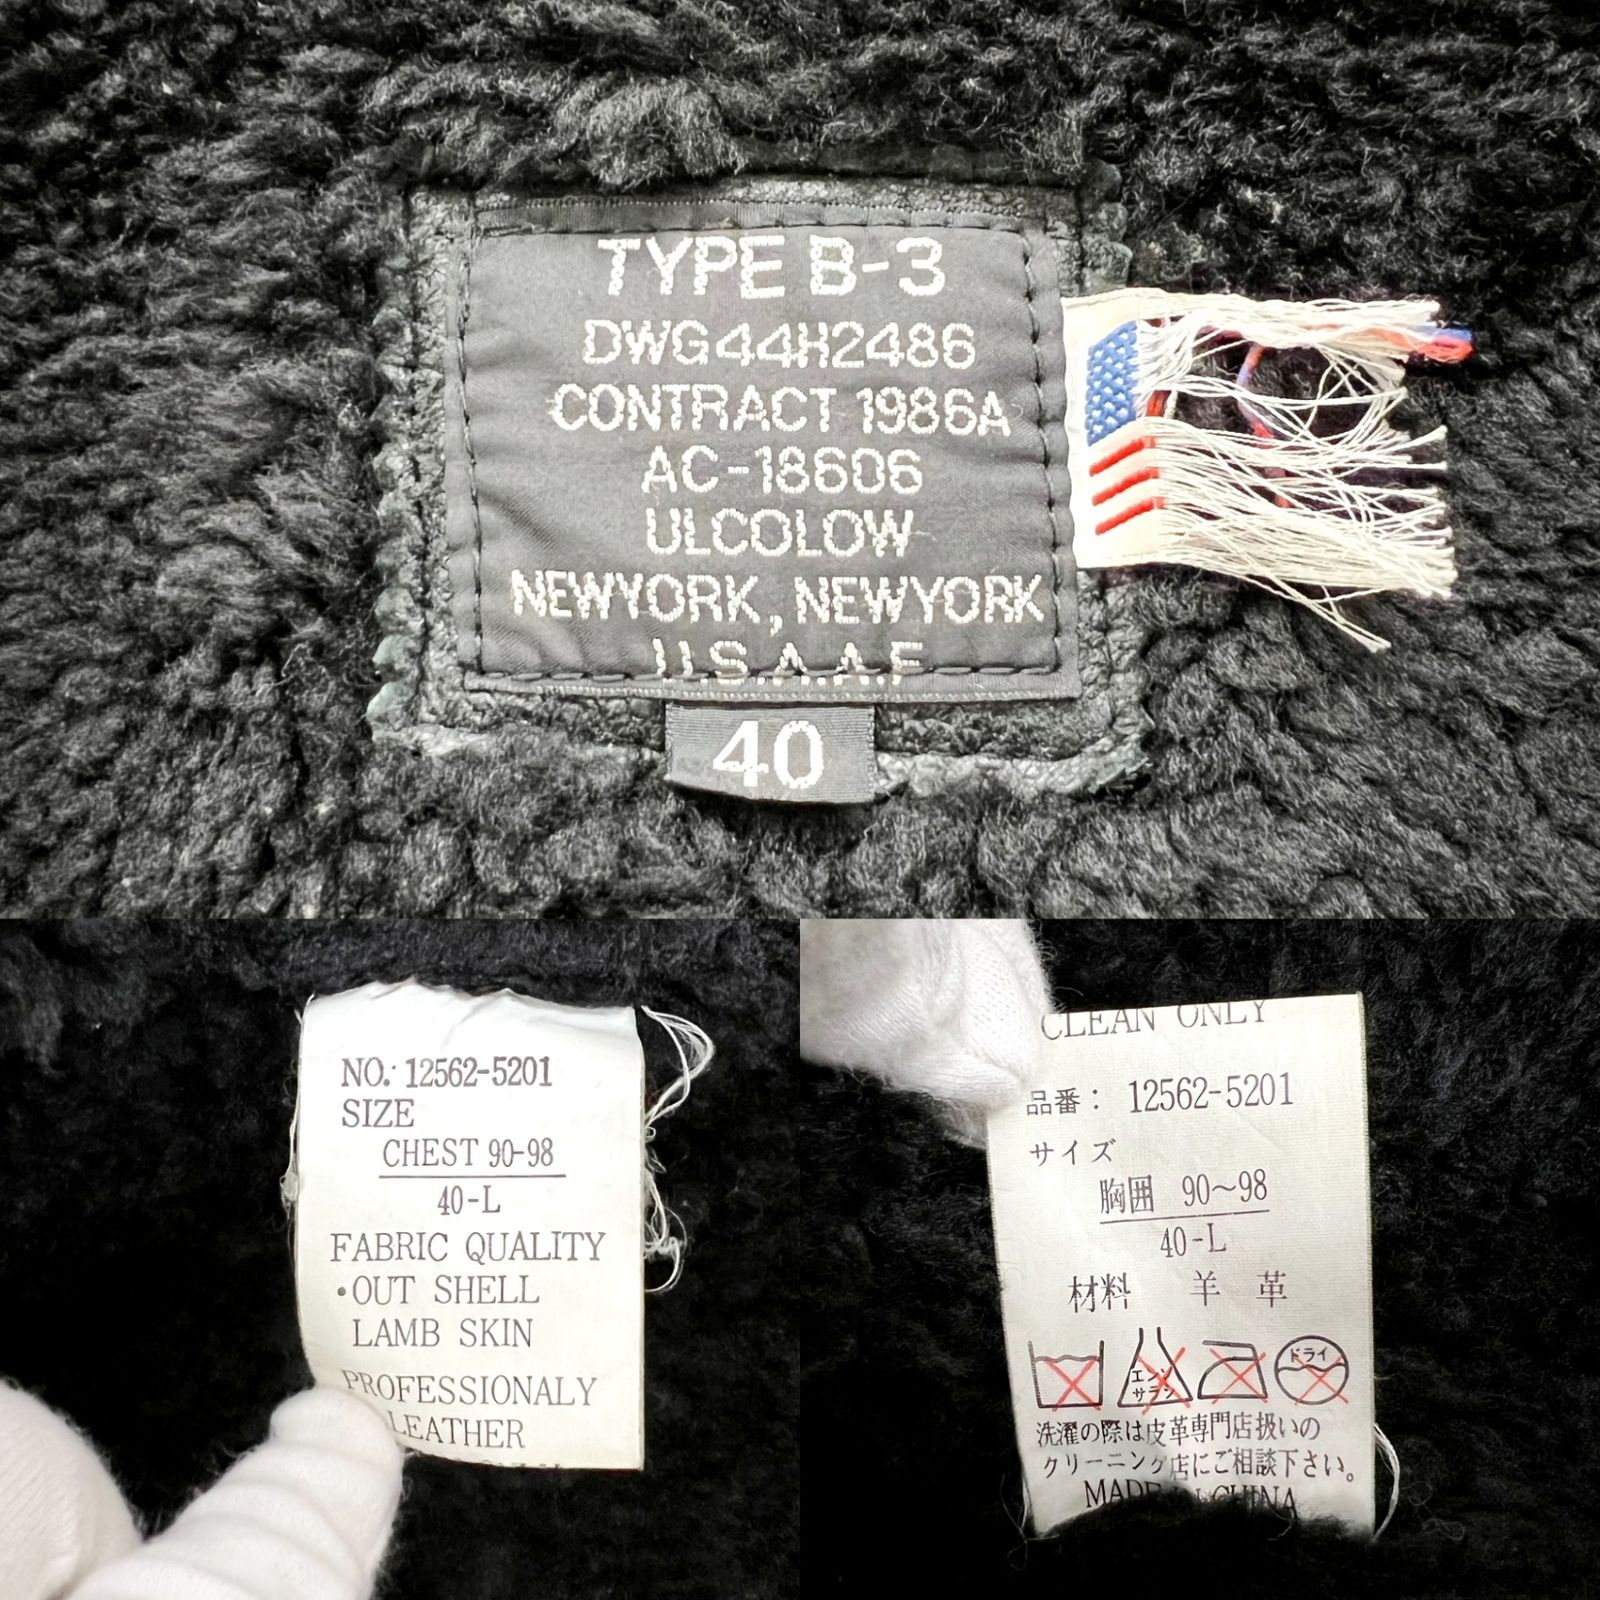 TYPE B-3
DWG44H2486
CONTRACT 1986A
AC-18606
ULCOLOW
NEWYORK, NEWYORK
U.S.A.A.F
40
NO. 12562-5201
SIZE
CHEST 90-98
40-L
FABRIC QUALITY
・OUT SHELL
LAMB SKIN
PROFESSIONALY
LEATHER
CLEAN ONLY
品番： 12562-5201
サイズ
胸囲 90～98
40-L
材料 羊 革
エンソ
サラシ
ドライ
洗濯の際は皮革専門店扱いの
クリーニング店にご相談下さい。
MADE IN CHINA